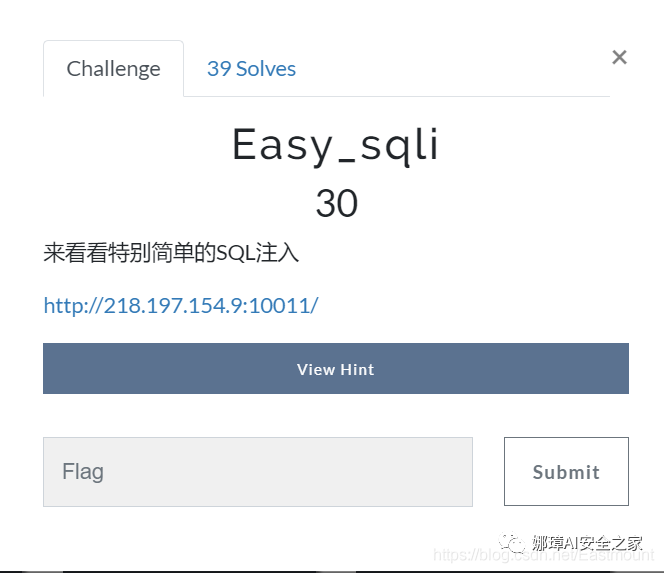 Challenge
39 Solves
×
Easy_sqli
30
来看看特别简单的SQL注入
http://218.197.154.9:10011/
View Hint
Flag
Submit
娜璋AI安全之家
https://blog.csdn.net/Eastmount